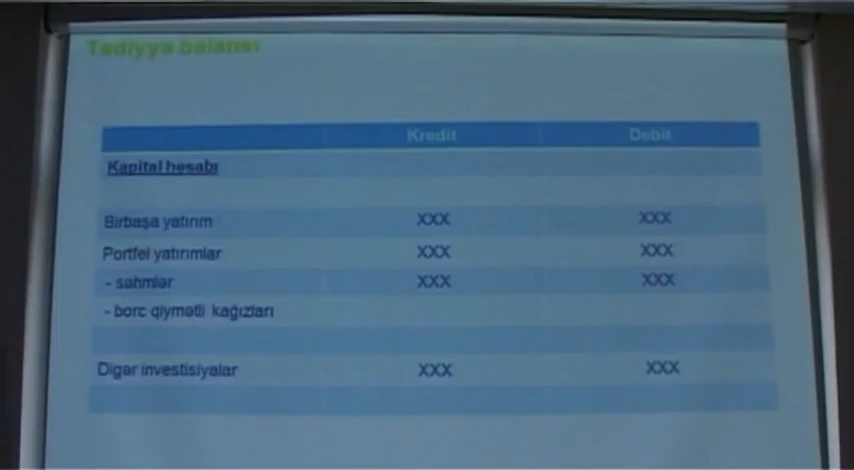 Tədiyyə balansı
Kredit Debit
Kapital hesabı
Birbaşa yatırım XXX XXX
Portfel yatırımlar XXX XXX
- səhmlər XXX XXX
- borc qiymətli kağızları
Digər investisiyalar XXX XXX